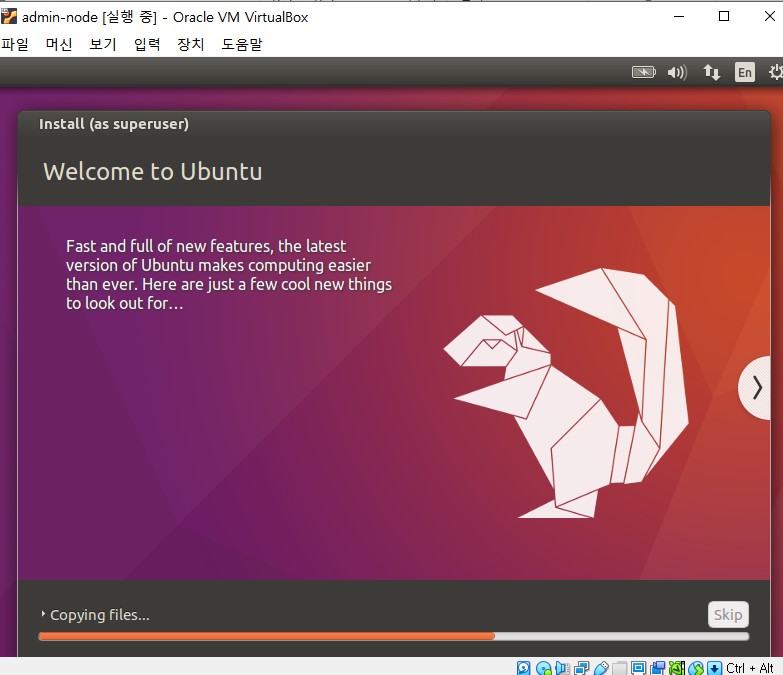 admin-node [실행 중] - Oracle VM VirtualBox
파일 머신 보기 입력 장치 도움말
En
Install (as superuser)
Welcome to Ubuntu
Fast and full of new features, the latest
version of Ubuntu makes computing easier
than ever. Here are just a few cool new things
to look out for…
Copying files...
Skip
Ctrl + Alt